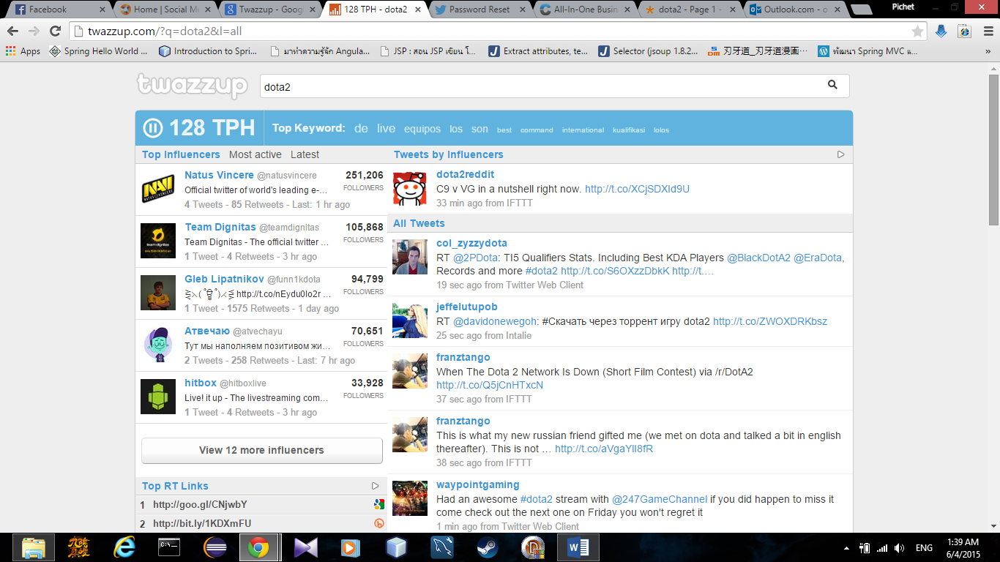 Facebook
Home | Social Me
Twazzup - Googl
128 TPH - dota2
Password Reset
All-In-One Busin
dota2 - Page 1 -
Outlook.com - o
Pichet
twazzup.com/?q=dota2&l=all
Apps
Spring Hello World ...
Introduction to Spri...
มาทำความรู้จัก Angula...
JSP : สอน JSP เขียน โ...
Extract attributes, te...
Selector (jsoup 1.8.2...
刃牙道_刃牙道漫画…
พัฒนา Spring MVC แ...
»
twazzup
dota2
128 TPH
Top Keyword: de live equipos los son best command international kualifikasi lolos
Top Influencers Most active Latest
NAVI
NATUS VINCERE
Natus Vincere @natusvincere
251,206
FOLLOWERS
Official twitter of world's leading e-...
4 Tweets - 85 Retweets - Last: 1 hr ago
Team Dignitas @teamdignitas
105,868
FOLLOWERS
Team Dignitas - The official twitter ...
1 Tweet - 4 Retweets - 3 hr ago
Gleb Lipatnikov @funn1kdota
94,799
FOLLOWERS
http://t.co/nEydu0lo2r ...
1 Tweet - 1575 Retweets - 1 day ago
Атвечаю @atvechayu
70,651
FOLLOWERS
Тут мы наполняем позитивом жи...
2 Tweets - 258 Retweets - Last: 7 hr ago
hitbox @hitboxlive
33,928
FOLLOWERS
Live! it up - The livestreaming com...
1 Tweet - 4 Retweets - 3 hr ago
View 12 more influencers
Top RT Links
1 http://goo.gl/CNjwbY
2 http://bit.ly/1KDXmFU
Tweets by Influencers
dota2reddit
C9 v VG in a nutshell right now. http://t.co/XCjSDXId9U
33 min ago from IFTTT
All Tweets
col_zyzzydota
RT @2PDota: TI5 Qualifiers Stats. Including Best KDA Players @BlackDotA2 @EraDota,
Records and more #dota2 http://t.co/S6OXzzDbkK http://t.…
19 sec ago from Twitter Web Client
jeffelutupob
RT @davidonewegoh: #Скачать через торрент игру dota2 http://t.co/ZWOXDRKbsz
25 sec ago from Intalie
franztango
When The Dota 2 Network Is Down (Short Film Contest) via /r/DotA2
http://t.co/Q5jCnHTxcN
37 sec ago from IFTTT
franztango
This is what my new russian friend gifted me (we met on dota and talked a bit in english
thereafter). This is not … http://t.co/aVgaYlI8fR
38 sec ago from IFTTT
waypointgaming
Had an awesome #dota2 stream with @247GameChannel if you did happen to miss it
come check out the next one on Friday you won't regret it
1 min ago from Twitter Web Client
ENG
1:39 AM
6/4/2015